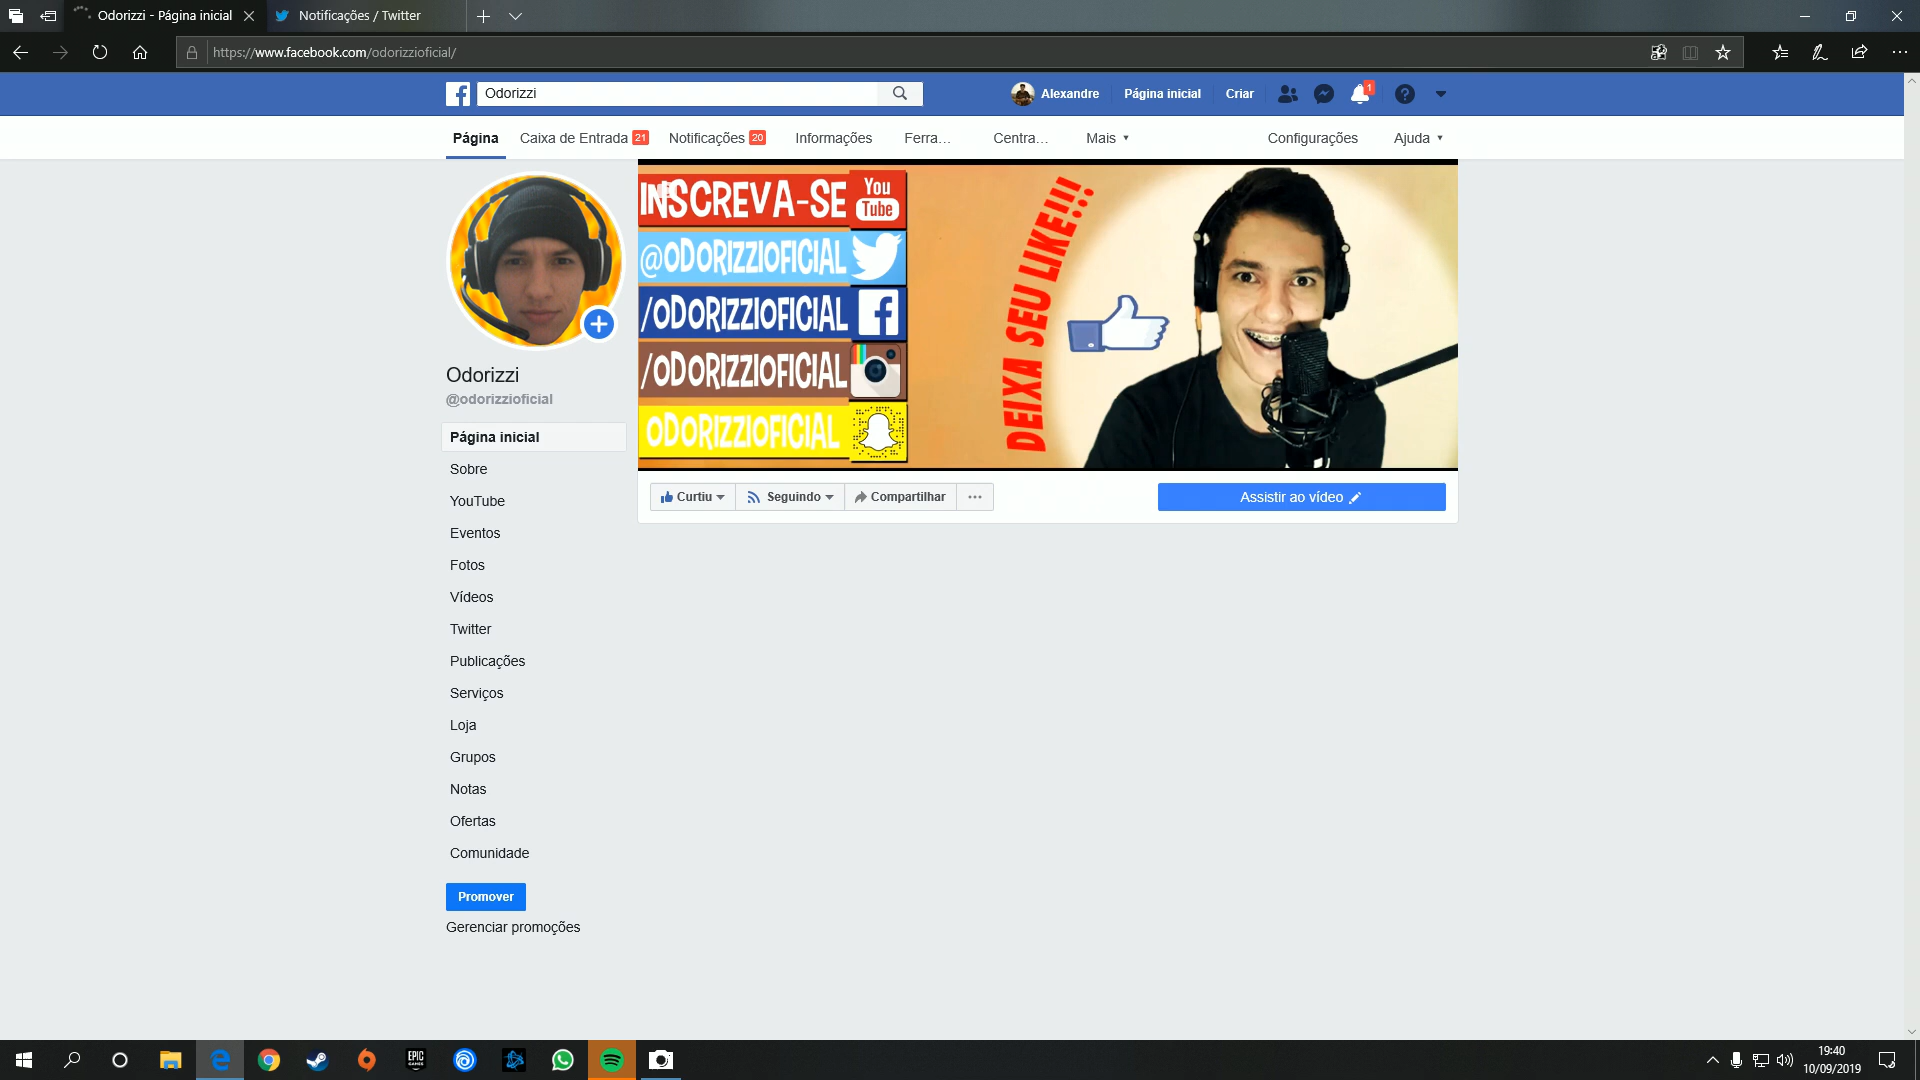 Odorizzi - Página inicial
Notificações / Twitter
https://www.facebook.com/odorizzioficial/
Odorizzi
Alexandre
Página inicial
Criar
1
Página
Caixa de Entrada 21
Notificações 20
Informações
Ferra...
Centra...
Mais
Configurações
Ajuda
INSCREVA-SE
You
Tube
@ODORIZZIOFICIAL
/ODORIZZIOFICIAL
/ODORIZZIOFICIAL
ODORIZZIOFICIAL
DEIXA SEU LIKE!!!
Odorizzi
@odorizzioficial
Curtiu
Seguindo
Compartilhar
Assistir ao vídeo
Página inicial
Sobre
YouTube
Eventos
Fotos
Vídeos
Twitter
Publicações
Serviços
Loja
Grupos
Notas
Ofertas
Comunidade
Promover
Gerenciar promoções
EPIC
GAMES
19:40
10/09/2019